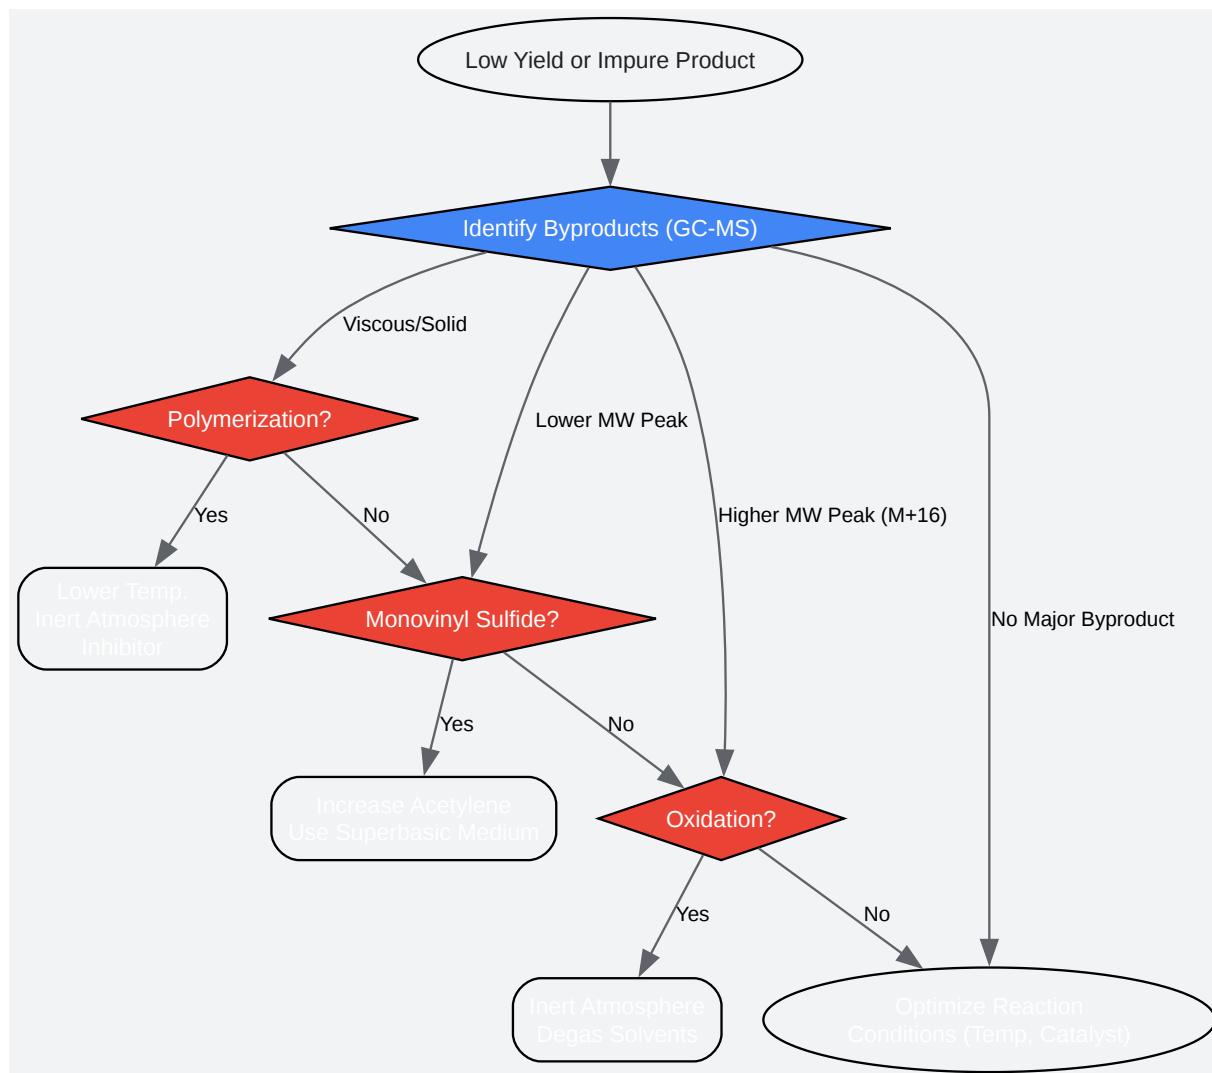 Low Yield or Impure Product
Identify Byproducts (GC-MS)
Viscous/Solid
Polymerization?
Lower MW Peak
Higher MW Peak (M+16)
Yes
No
Lower Temp.
Inert Atmosphere
Inhibitor
Monovinyl Sulfide?
No Major Byproduct
Yes
No
Increase Acetylene
Use Superbasic Medium
Oxidation?
Yes
No
Inert Atmosphere
Degas Solvents
Optimize Reaction
Conditions (Temp, Catalyst)